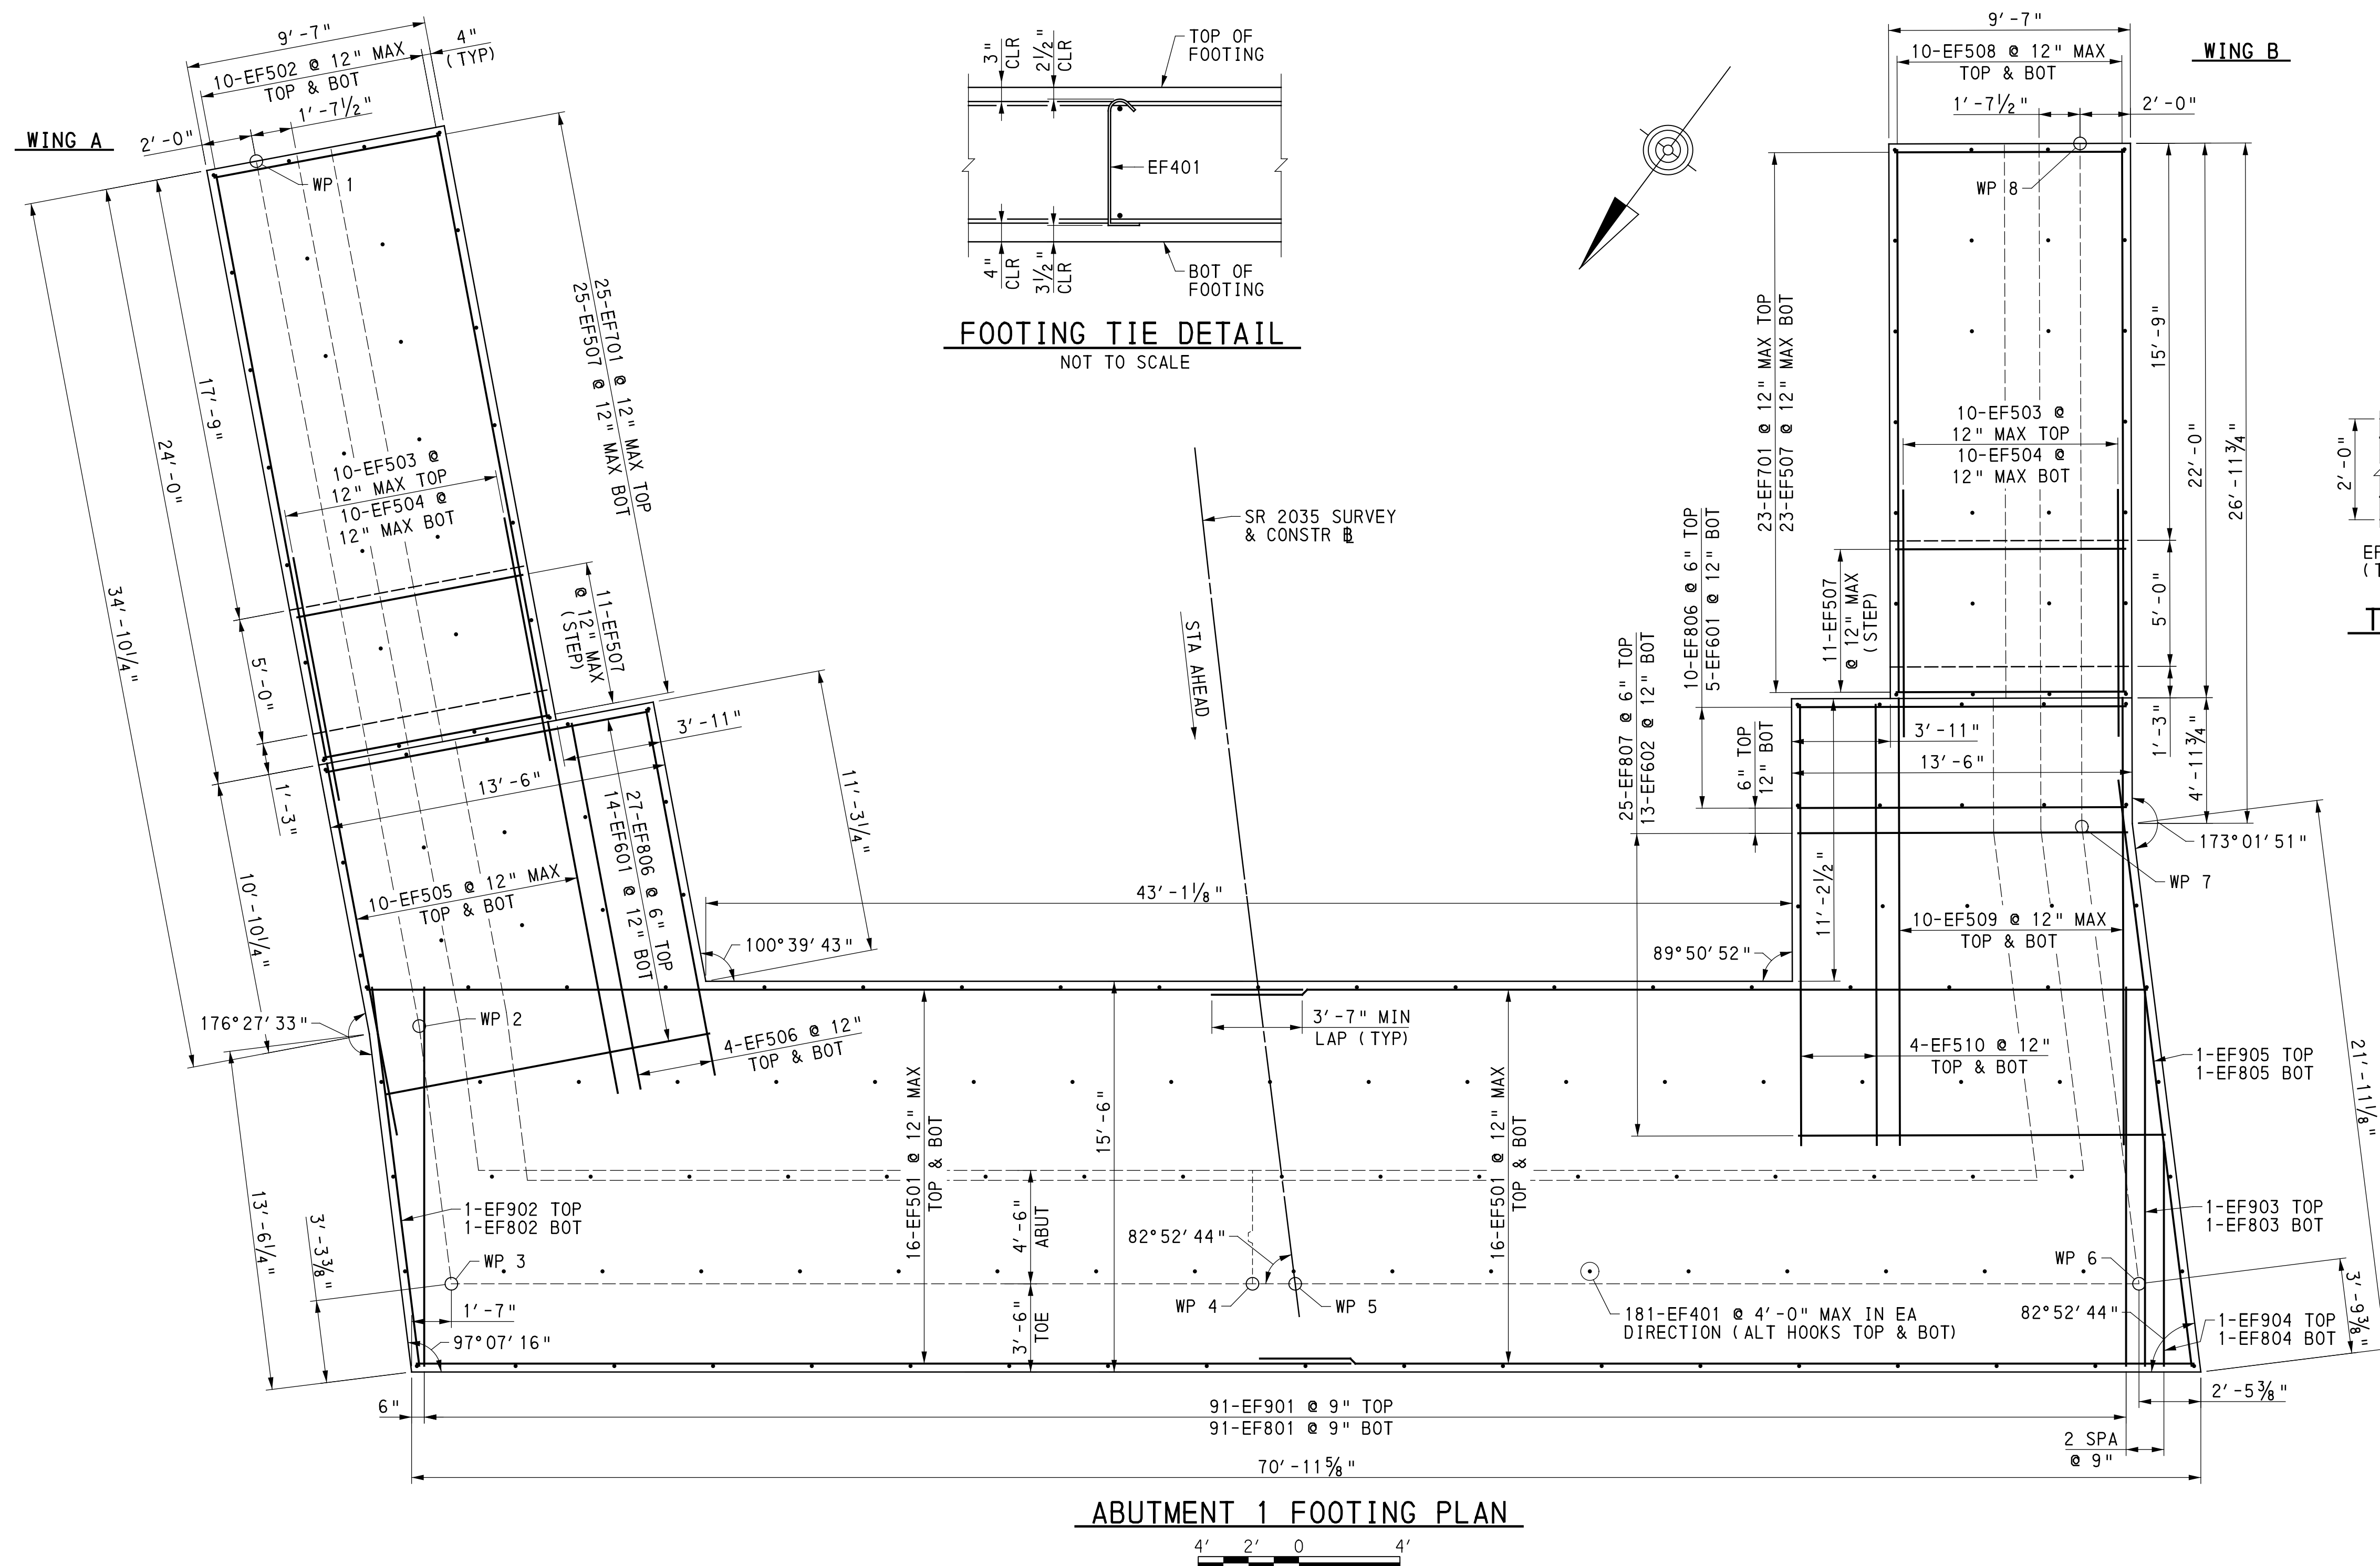 WING A
9'-7"
10-EF502 @ 12" MAX
TOP & BOT
4"
(TYP)
1'-7½"
2'-0"
WP 1
17'-9"
24'-0"
34'-10¼"
25-EF701 @ 12" MAX TOP
25-EF507 @ 12" MAX BOT
10-EF503 @
12" MAX TOP
10-EF504 @
12" MAX BOT
11-EF507
@ 12" MAX
(STEP)
5'-0"
1'-3"
3'-11"
13'-6"
11'-3¼"
27-EF806 @ 6" TOP
14-EF601 @ 12" BOT
10-EF505 @ 12" MAX
TOP & BOT
10'-10¼"
100°39'43"
176°27'33"
WP 2
4-EF506 @ 12"
TOP & BOT
13'-6¼"
3'-3⅜"
1-EF902 TOP
1-EF802 BOT
WP 3
1'-7"
97°07'16"
6"
3" CLR
2½" CLR
TOP OF
FOOTING
EF401
4" CLR
3½" CLR
BOT OF
FOOTING
FOOTING TIE DETAIL
NOT TO SCALE
SR 2035 SURVEY
& CONSTR BL
STA AHEAD
43'-1⅛"
3'-7" MIN
LAP (TYP)
16-EF501 @ 12" MAX
TOP & BOT
15'-6"
16-EF501 @ 12" MAX
TOP & BOT
4'-6"
ABUT
3'-6"
TOE
82°52'44"
WP 4
WP 5
181-EF401 @ 4'-0" MAX IN EA
DIRECTION (ALT HOOKS TOP & BOT)
WING B
9'-7"
10-EF508 @ 12" MAX
TOP & BOT
1'-7½"
2'-0"
WP 8
23-EF701 @ 12" MAX TOP
23-EF507 @ 12" MAX BOT
10-EF503 @
12" MAX TOP
10-EF504 @
12" MAX BOT
15'-9"
22'-0"
26'-11¾"
5'-0"
1'-3"
4'-11¾"
11-EF507
@ 12" MAX
(STEP)
10-EF806 @ 6" TOP
5-EF601 @ 12" BOT
25-EF807 @ 6" TOP
13-EF602 @ 12" BOT
6" TOP
12" BOT
3'-11"
13'-6"
173°01'51"
WP 7
11'-2½"
10-EF509 @ 12" MAX
TOP & BOT
89°50'52"
4-EF510 @ 12"
TOP & BOT
1-EF905 TOP
1-EF805 BOT
21'-11⅛"
1-EF903 TOP
1-EF803 BOT
WP 6
82°52'44"
1-EF904 TOP
1-EF804 BOT
3'-9⅜"
2'-5⅜"
91-EF901 @ 9" TOP
91-EF801 @ 9" BOT
2 SPA
@ 9"
70'-11⅝"
2'-0"
ABUTMENT 1 FOOTING PLAN
4' 2' 0 4'